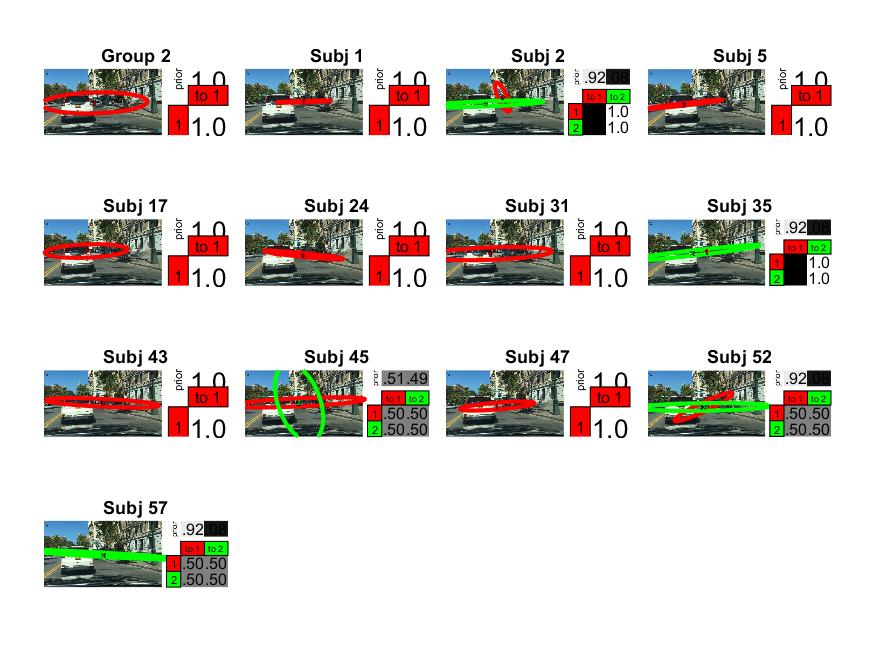 Group 2
prior
1.0
to 1
1
1.0
Subj 1
prior
1.0
to 1
1
1.0
Subj 2
prior
.92 .08
to 1 to 2
1
1.0
2
1.0
Subj 5
prior
1.0
to 1
1
1.0
Subj 17
prior
1.0
to 1
1
1.0
Subj 24
prior
1.0
to 1
1
1.0
Subj 31
prior
1.0
to 1
1
1.0
Subj 35
prior
.92 .08
to 1 to 2
1
1.0
2
1.0
Subj 43
prior
1.0
to 1
1
1.0
Subj 45
prior
.51 .49
to 1 to 2
1 .50 .50
2 .50 .50
Subj 47
prior
1.0
to 1
1
1.0
Subj 52
prior
.92 .08
to 1 to 2
1 .50 .50
2 .50 .50
Subj 57
prior
.92 .08
to 1 to 2
1 .50 .50
2 .50 .50